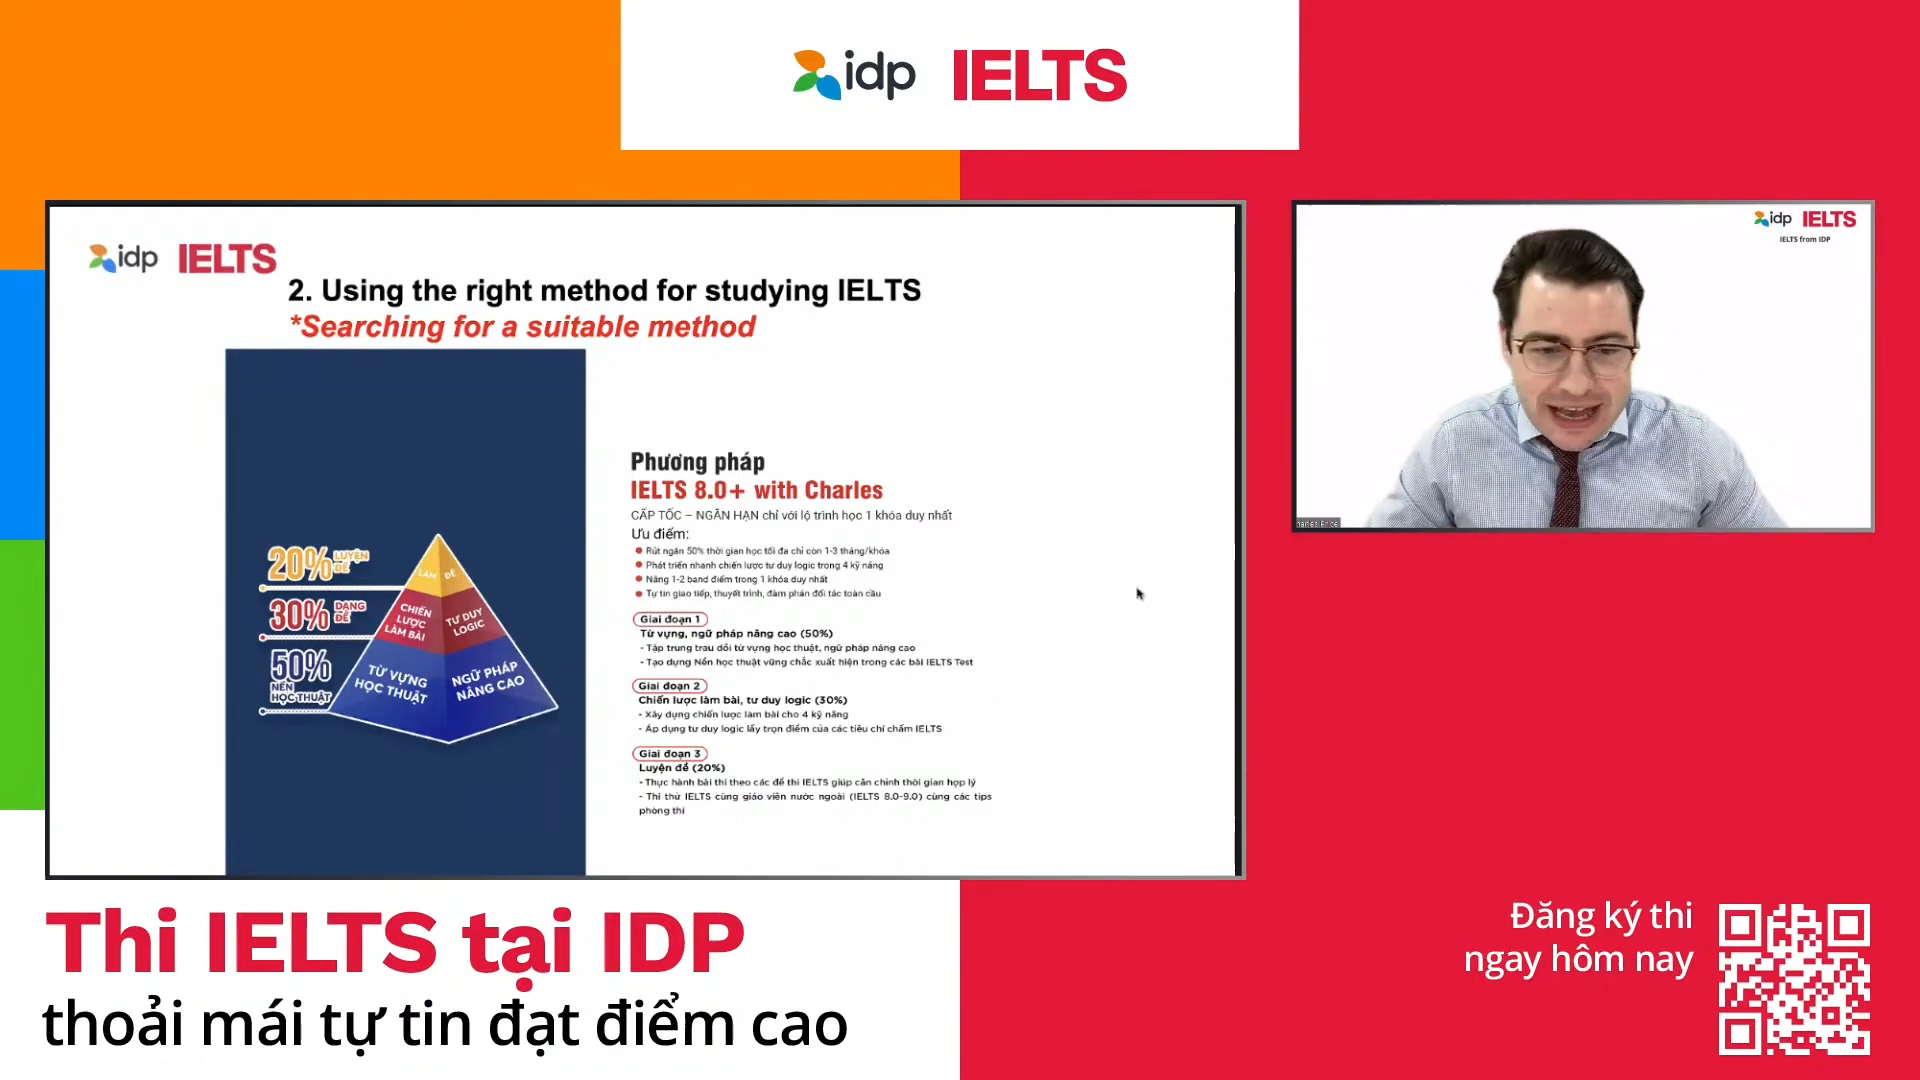 idp IELTS
idp IELTS
2. Using the right method for studying IELTS
*Searching for a suitable method
20% LUYỆN ĐỀ
30% DẠNG ĐỀ
50% NỀN HỌC THUẬT
LÀM ĐỀ
CHIẾN LƯỢC LÀM BÀI
TƯ DUY LOGIC
TỪ VỰNG HỌC THUẬT
NGỮ PHÁP NÂNG CAO
Phương pháp
IELTS 8.0+ with Charles
CẤP TỐC – NGẮN HẠN chỉ với lộ trình học 1 khóa duy nhất
Ưu điểm:
Rút ngắn 50% thời gian học tối đa chỉ còn 1-3 tháng/khóa
Phát triển nhanh chiến lược tư duy logic trong 4 kỹ năng
Nâng 1-2 band điểm trong 1 khóa duy nhất
Tự tin giao tiếp, thuyết trình, đàm phán đối tác toàn cầu
Giai đoạn 1
Từ vựng, ngữ pháp nâng cao (50%)
- Tập trung trau dồi từ vựng học thuật, ngữ pháp nâng cao
- Tạo dựng Nền học thuật vững chắc xuất hiện trong các bài IELTS Test
Giai đoạn 2
Chiến lược làm bài, tư duy logic (30%)
- Xây dựng chiến lược làm bài cho 4 kỹ năng
- Áp dụng tư duy logic lấy trọn điểm của các tiêu chí chấm IELTS
Giai đoạn 3
Luyện đề (20%)
- Thực hành bài thi theo các đề thi IELTS giúp căn chỉnh thời gian hợp lý
- Thi thử IELTS cùng giáo viên nước ngoài (IELTS 8.0-9.0) cùng các tips
phòng thi
idp IELTS
IELTS from IDP
Thi IELTS tại IDP
thoải mái tự tin đạt điểm cao
Đăng ký thi
ngay hôm nay